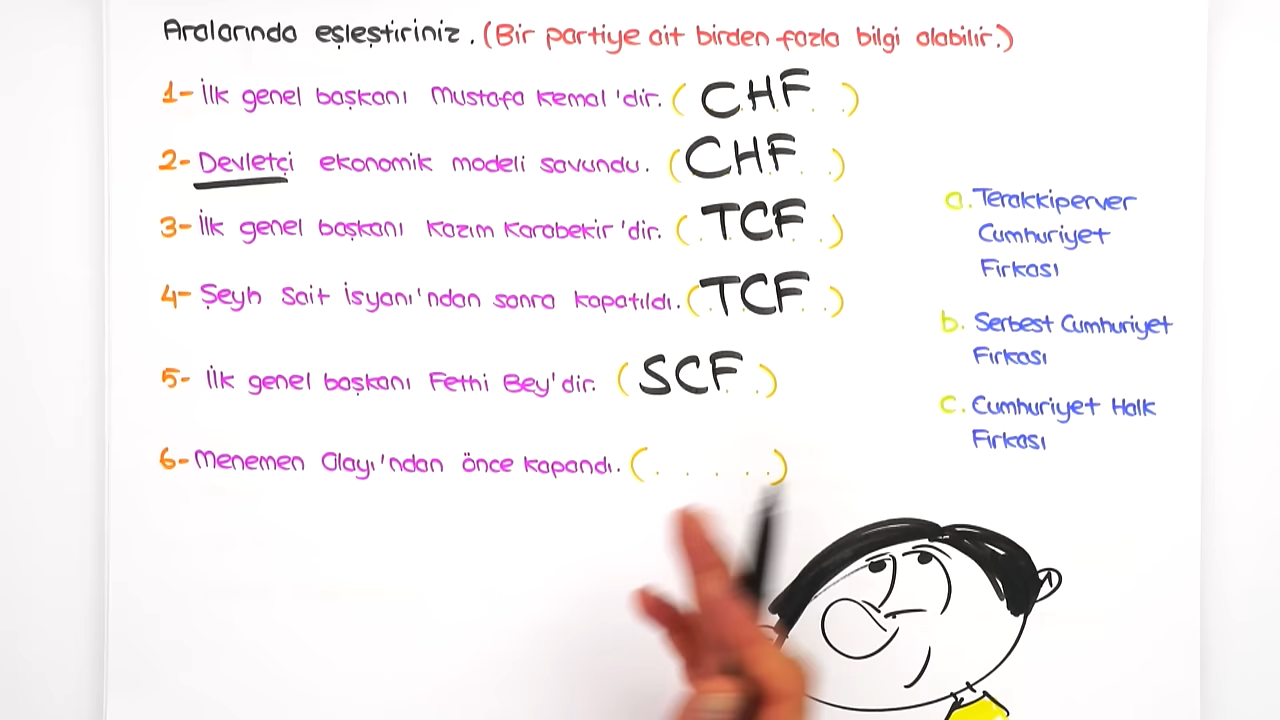 Aralarında eşleştiriniz. (Bir partiye ait birden fazla bilgi olabilir.)
1- İlk genel başkanı Mustafa Kemal'dir. ( CHF )
2- Devletçi ekonomik modeli savundu. ( CHF )
3- İlk genel başkanı Kazım Karabekir'dir. ( TCF )
4- Şeyh Sait İsyanı'ndan sonra kapatıldı. ( TCF )
5- İlk genel başkanı Fethi Bey'dir. ( SCF )
6- Menemen Olayı'ndan önce kapandı. (. . . . .)
a. Terakkiperver
Cumhuriyet
Fırkası
b. Serbest Cumhuriyet
Fırkası
c. Cumhuriyet Halk
Fırkası